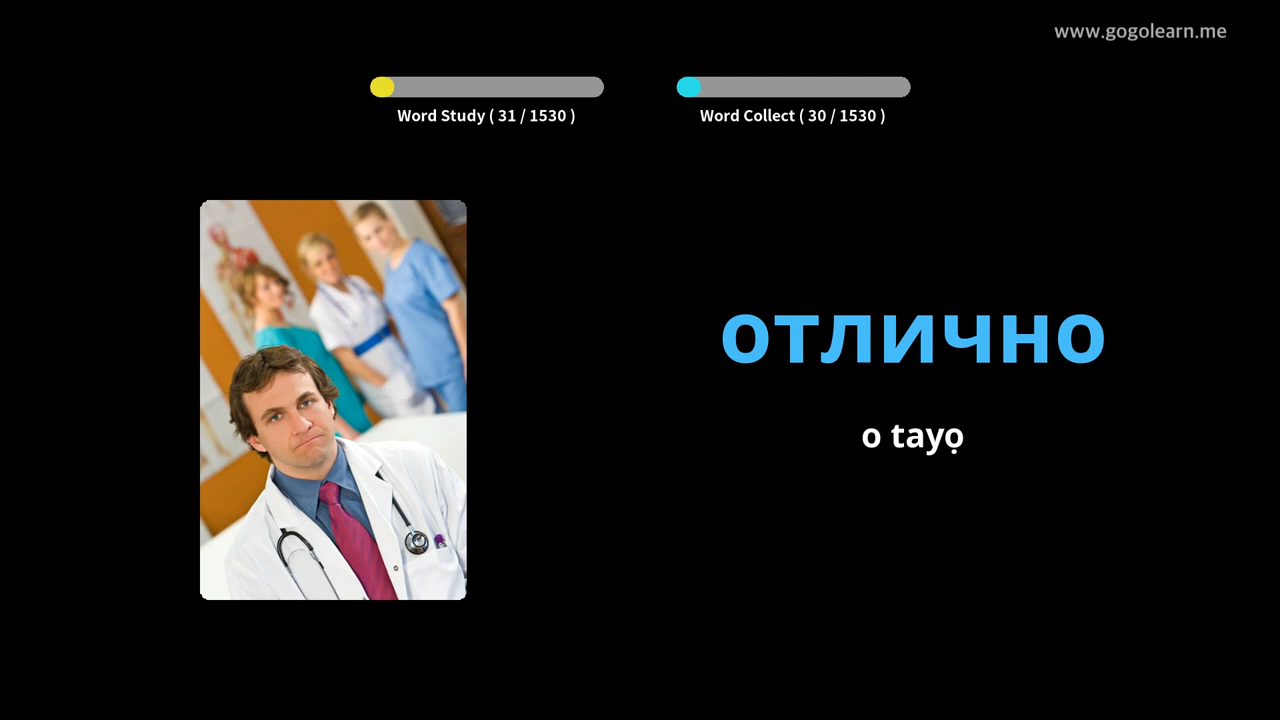 www.gogolearn.me
Word Study ( 31 / 1530 )
Word Collect ( 30 / 1530 )
отлично
o tayọ